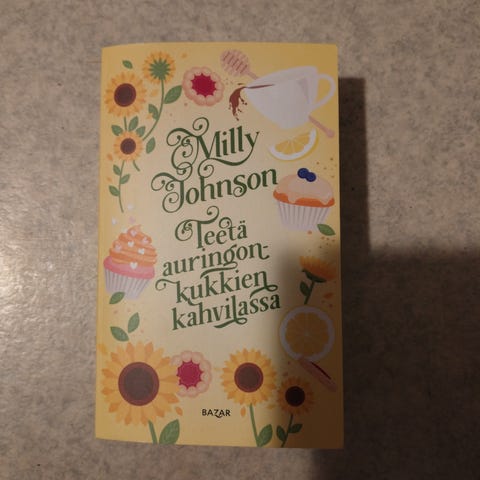 Milly
Johnson
Teetä
auringon-
kukkien
kahvilassa
BAZAR